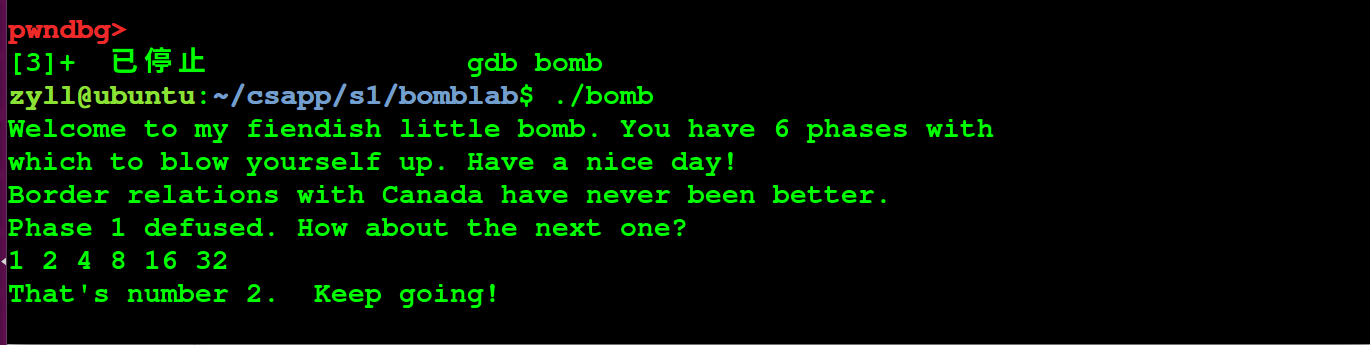 pwndbg>
[3]+  已停止               gdb bomb
zyll@ubuntu:~/csapp/s1/bomblab$ ./bomb
Welcome to my fiendish little bomb. You have 6 phases with
which to blow yourself up. Have a nice day!
Border relations with Canada have never been better.
Phase 1 defused. How about the next one?
1 2 4 8 16 32
That's number 2.  Keep going!